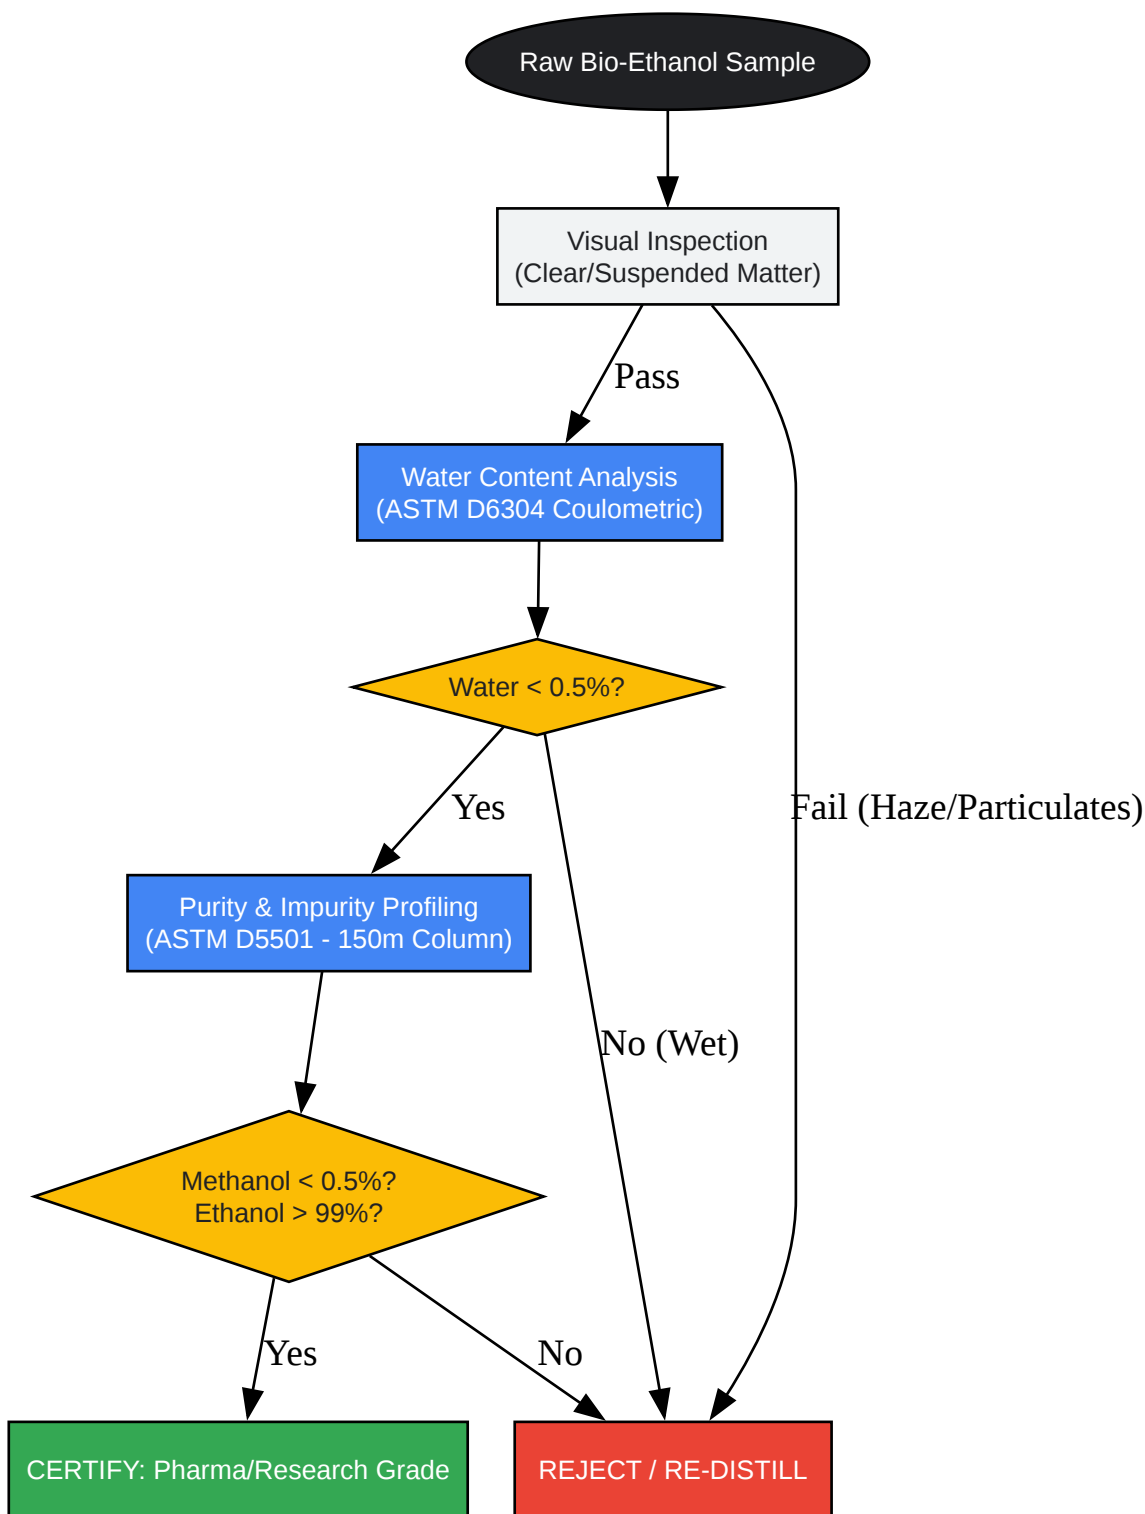 Raw Bio-Ethanol Sample
Visual Inspection
(Clear/Suspended Matter)
Pass
Water Content Analysis
(ASTM D6304 Coulometric)
Water < 0.5%?
Yes
Fail (Haze/Particulates)
Purity & Impurity Profiling
(ASTM D5501 - 150m Column)
No (Wet)
Methanol < 0.5%?
Ethanol > 99%?
Yes
No
CERTIFY: Pharma/Research Grade
REJECT / RE-DISTILL